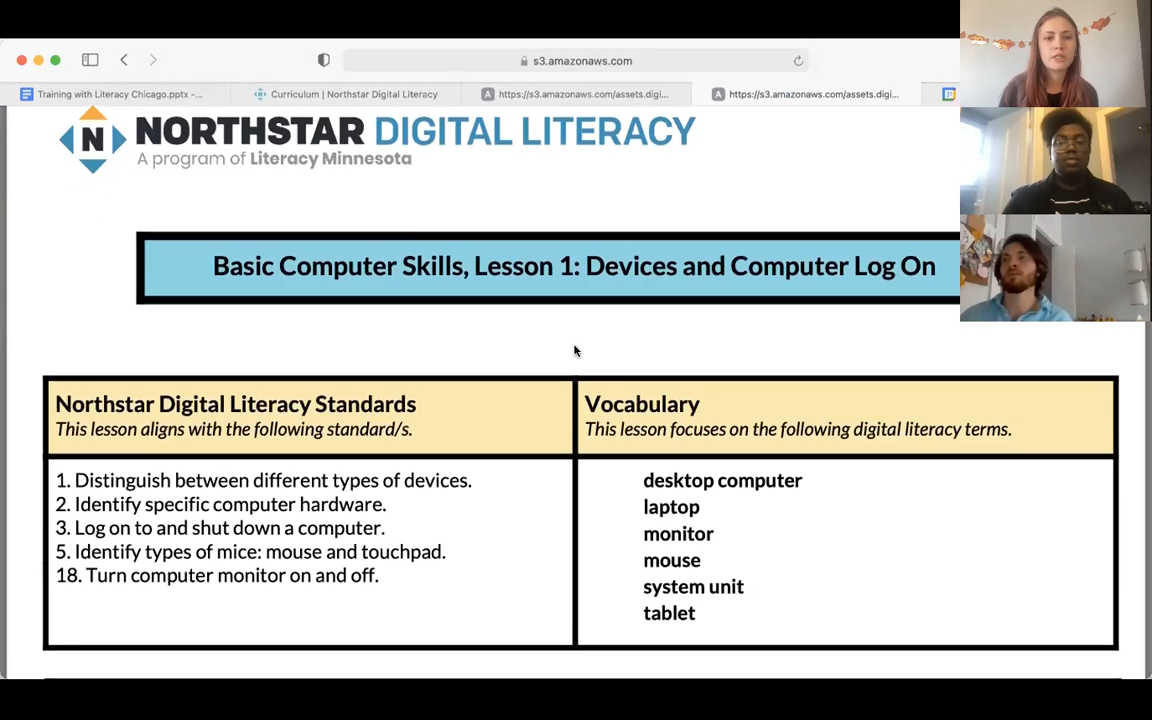 s3.amazonaws.com
Training with Literacy Chicago.pptx -...
Curriculum | Northstar Digital Literacy
https://s3.amazonaws.com/assets.digi...
https://s3.amazonaws.com/assets.digi...
N
NORTHSTAR DIGITAL LITERACY
A program of Literacy Minnesota
Basic Computer Skills, Lesson 1: Devices and Computer Log On
Northstar Digital Literacy Standards
This lesson aligns with the following standard/s.
1. Distinguish between different types of devices.
2. Identify specific computer hardware.
3. Log on to and shut down a computer.
5. Identify types of mice: mouse and touchpad.
18. Turn computer monitor on and off.
Vocabulary
This lesson focuses on the following digital literacy terms.
desktop computer
laptop
monitor
mouse
system unit
tablet